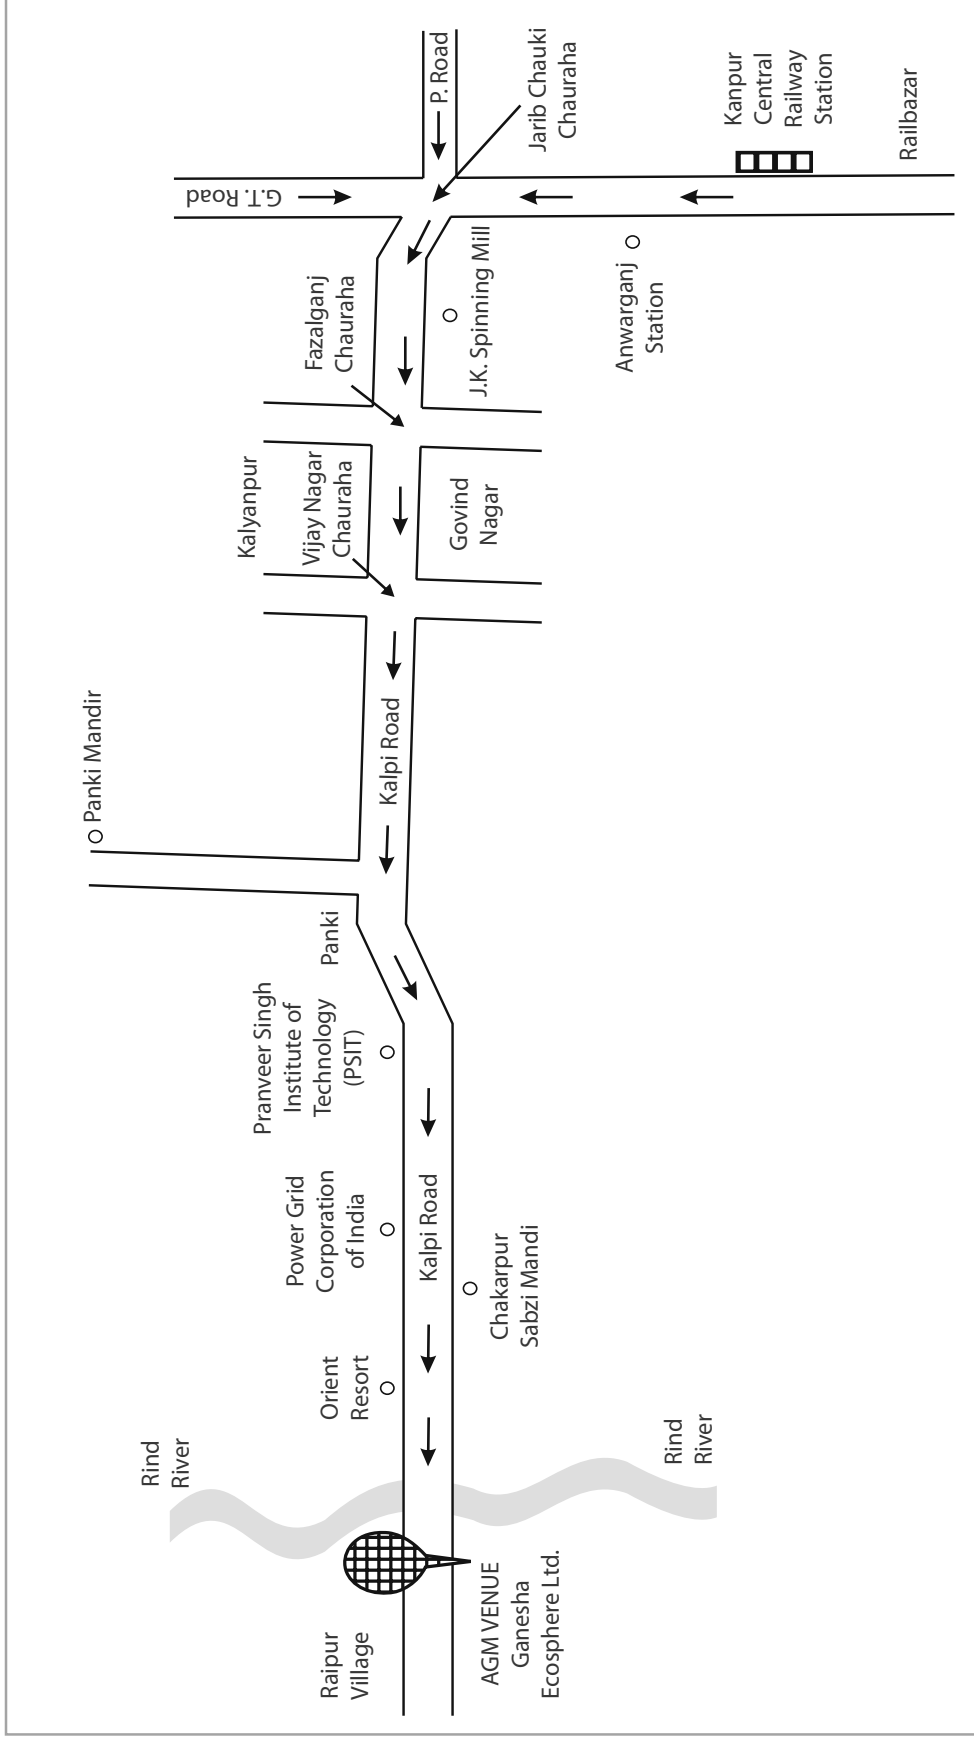 Rind
River
Raipur
Village
AGM VENUE
Ganesha
Ecosphere Ltd.
Rind
River
Orient
Resort
Power Grid
Corporation
of India
Kalpi Road
Chakarpur
Sabzi Mandi
Pranveer Singh
Institute of
Technology
(PSIT)
Panki
Panki Mandir
Kalpi Road
Kalyanpur
Vijay Nagar
Chauraha
Govind
Nagar
Fazalganj
Chauraha
J.K. Spinning Mill
Anwarganj
Station
G.T. Road
P. Road
Jarib Chauki
Chauraha
Kanpur
Central
Railway
Station
Railbazar